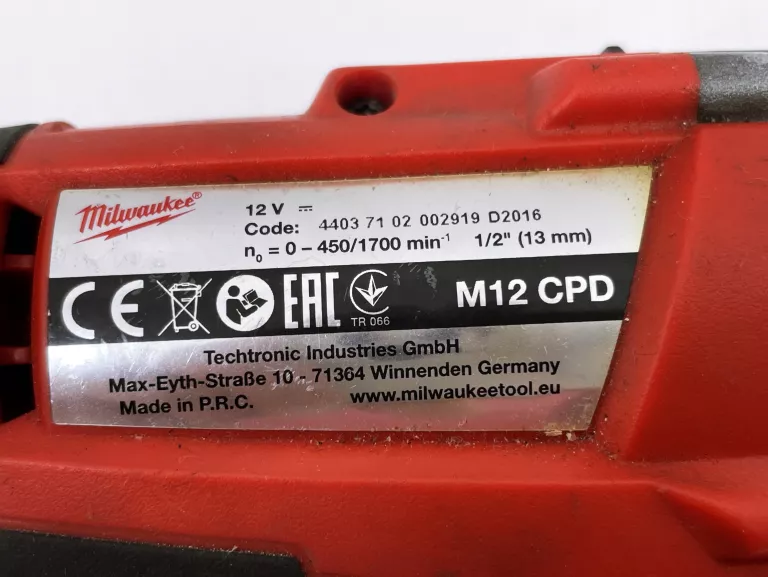 Milwaukee®
12 V ⎓
Code: 4403 71 02 002919 D2016
n₀ = 0 – 450/1700 min⁻¹ 1/2" (13 mm)
CE EAC TR 066 M12 CPD
Techtronic Industries GmbH
Max-Eyth-Straße 10 - 71364 Winnenden Germany
Made in P.R.C. www.milwaukeetool.eu